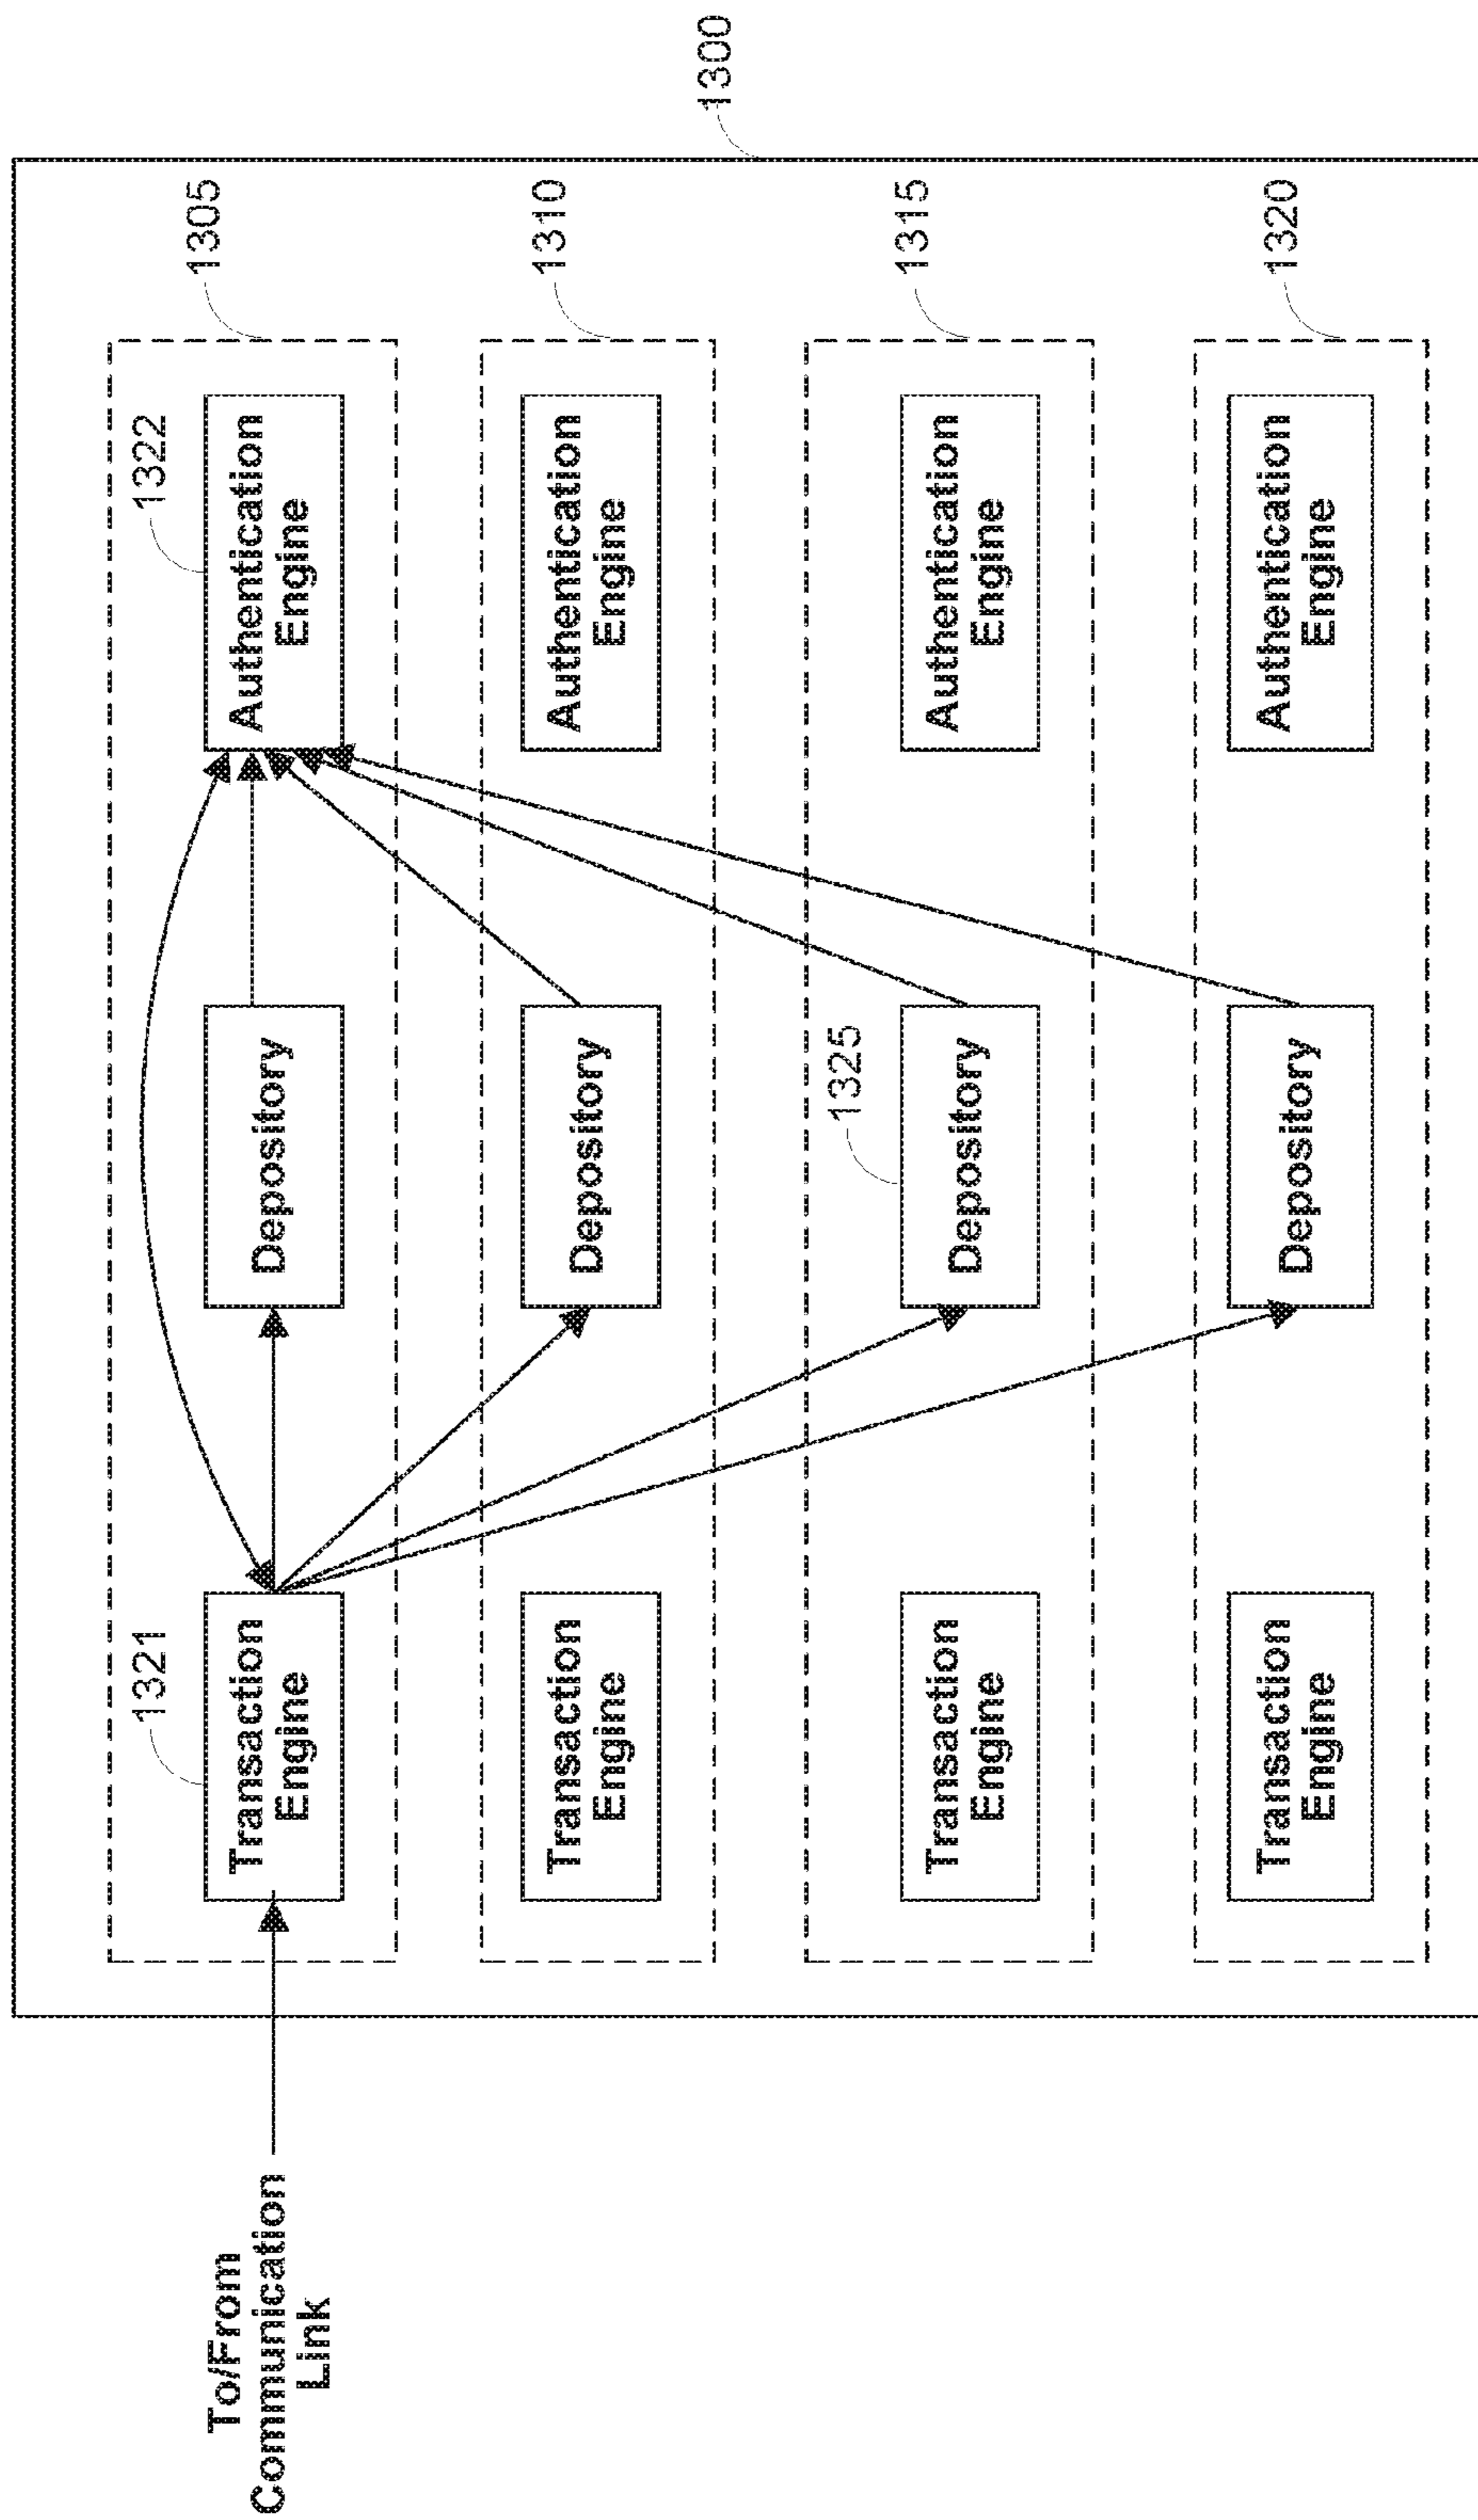 1300
1305
1322
Transaction
Engine
1321
Depository
Authentication
Engine
To/From
Communication
Link
1310
Transaction
Engine
Depository
Authentication
Engine
1315
Transaction
Engine
1325
Depository
Authentication
Engine
1320
Transaction
Engine
Depository
Authentication
Engine